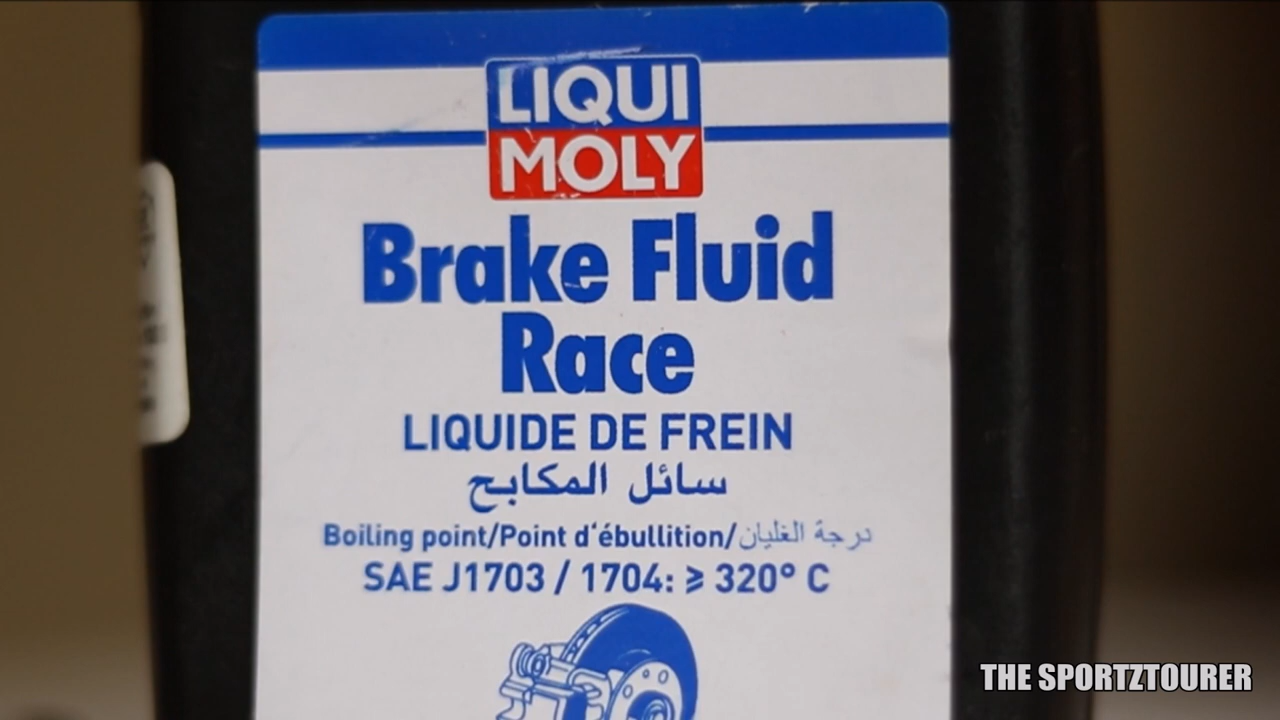 LIQUI
MOLY
Brake Fluid
Race
LIQUIDE DE FREIN
سائل المكابح
Boiling point/Point d‘ébullition/درجة الغليان
SAE J1703 / 1704: ⩾ 320° C
THE SPORTZTOURER